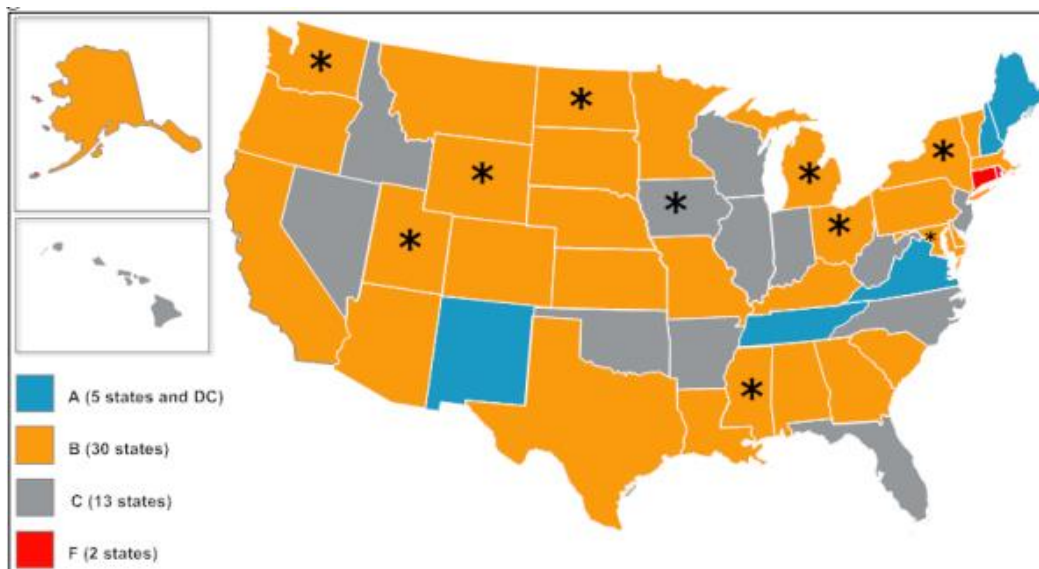 *
*
*
*
*
*
*
*
*
*
*
A (5 states and DC)
B (30 states)
C (13 states)
F (2 states)